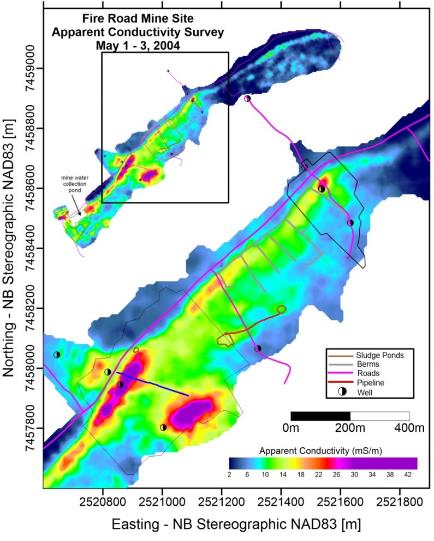 Fire Road Mine Site
Apparent Conductivity Survey
May 1 - 3, 2004
mine water
collection
pond
Northing - NB Stereographic NAD83 [m]
7459000
7458800
7458600
7458400
7458200
7458000
7457800
Sludge Ponds
Berms
Roads
Pipeline
Well
0m 200m 400m
Apparent Conductivity (mS/m)
2 6 10 14 18 22 26 30 34 38 42
2520800 2521000 2521200 2521400 2521600 2521800
Easting - NB Stereographic NAD83 [m]